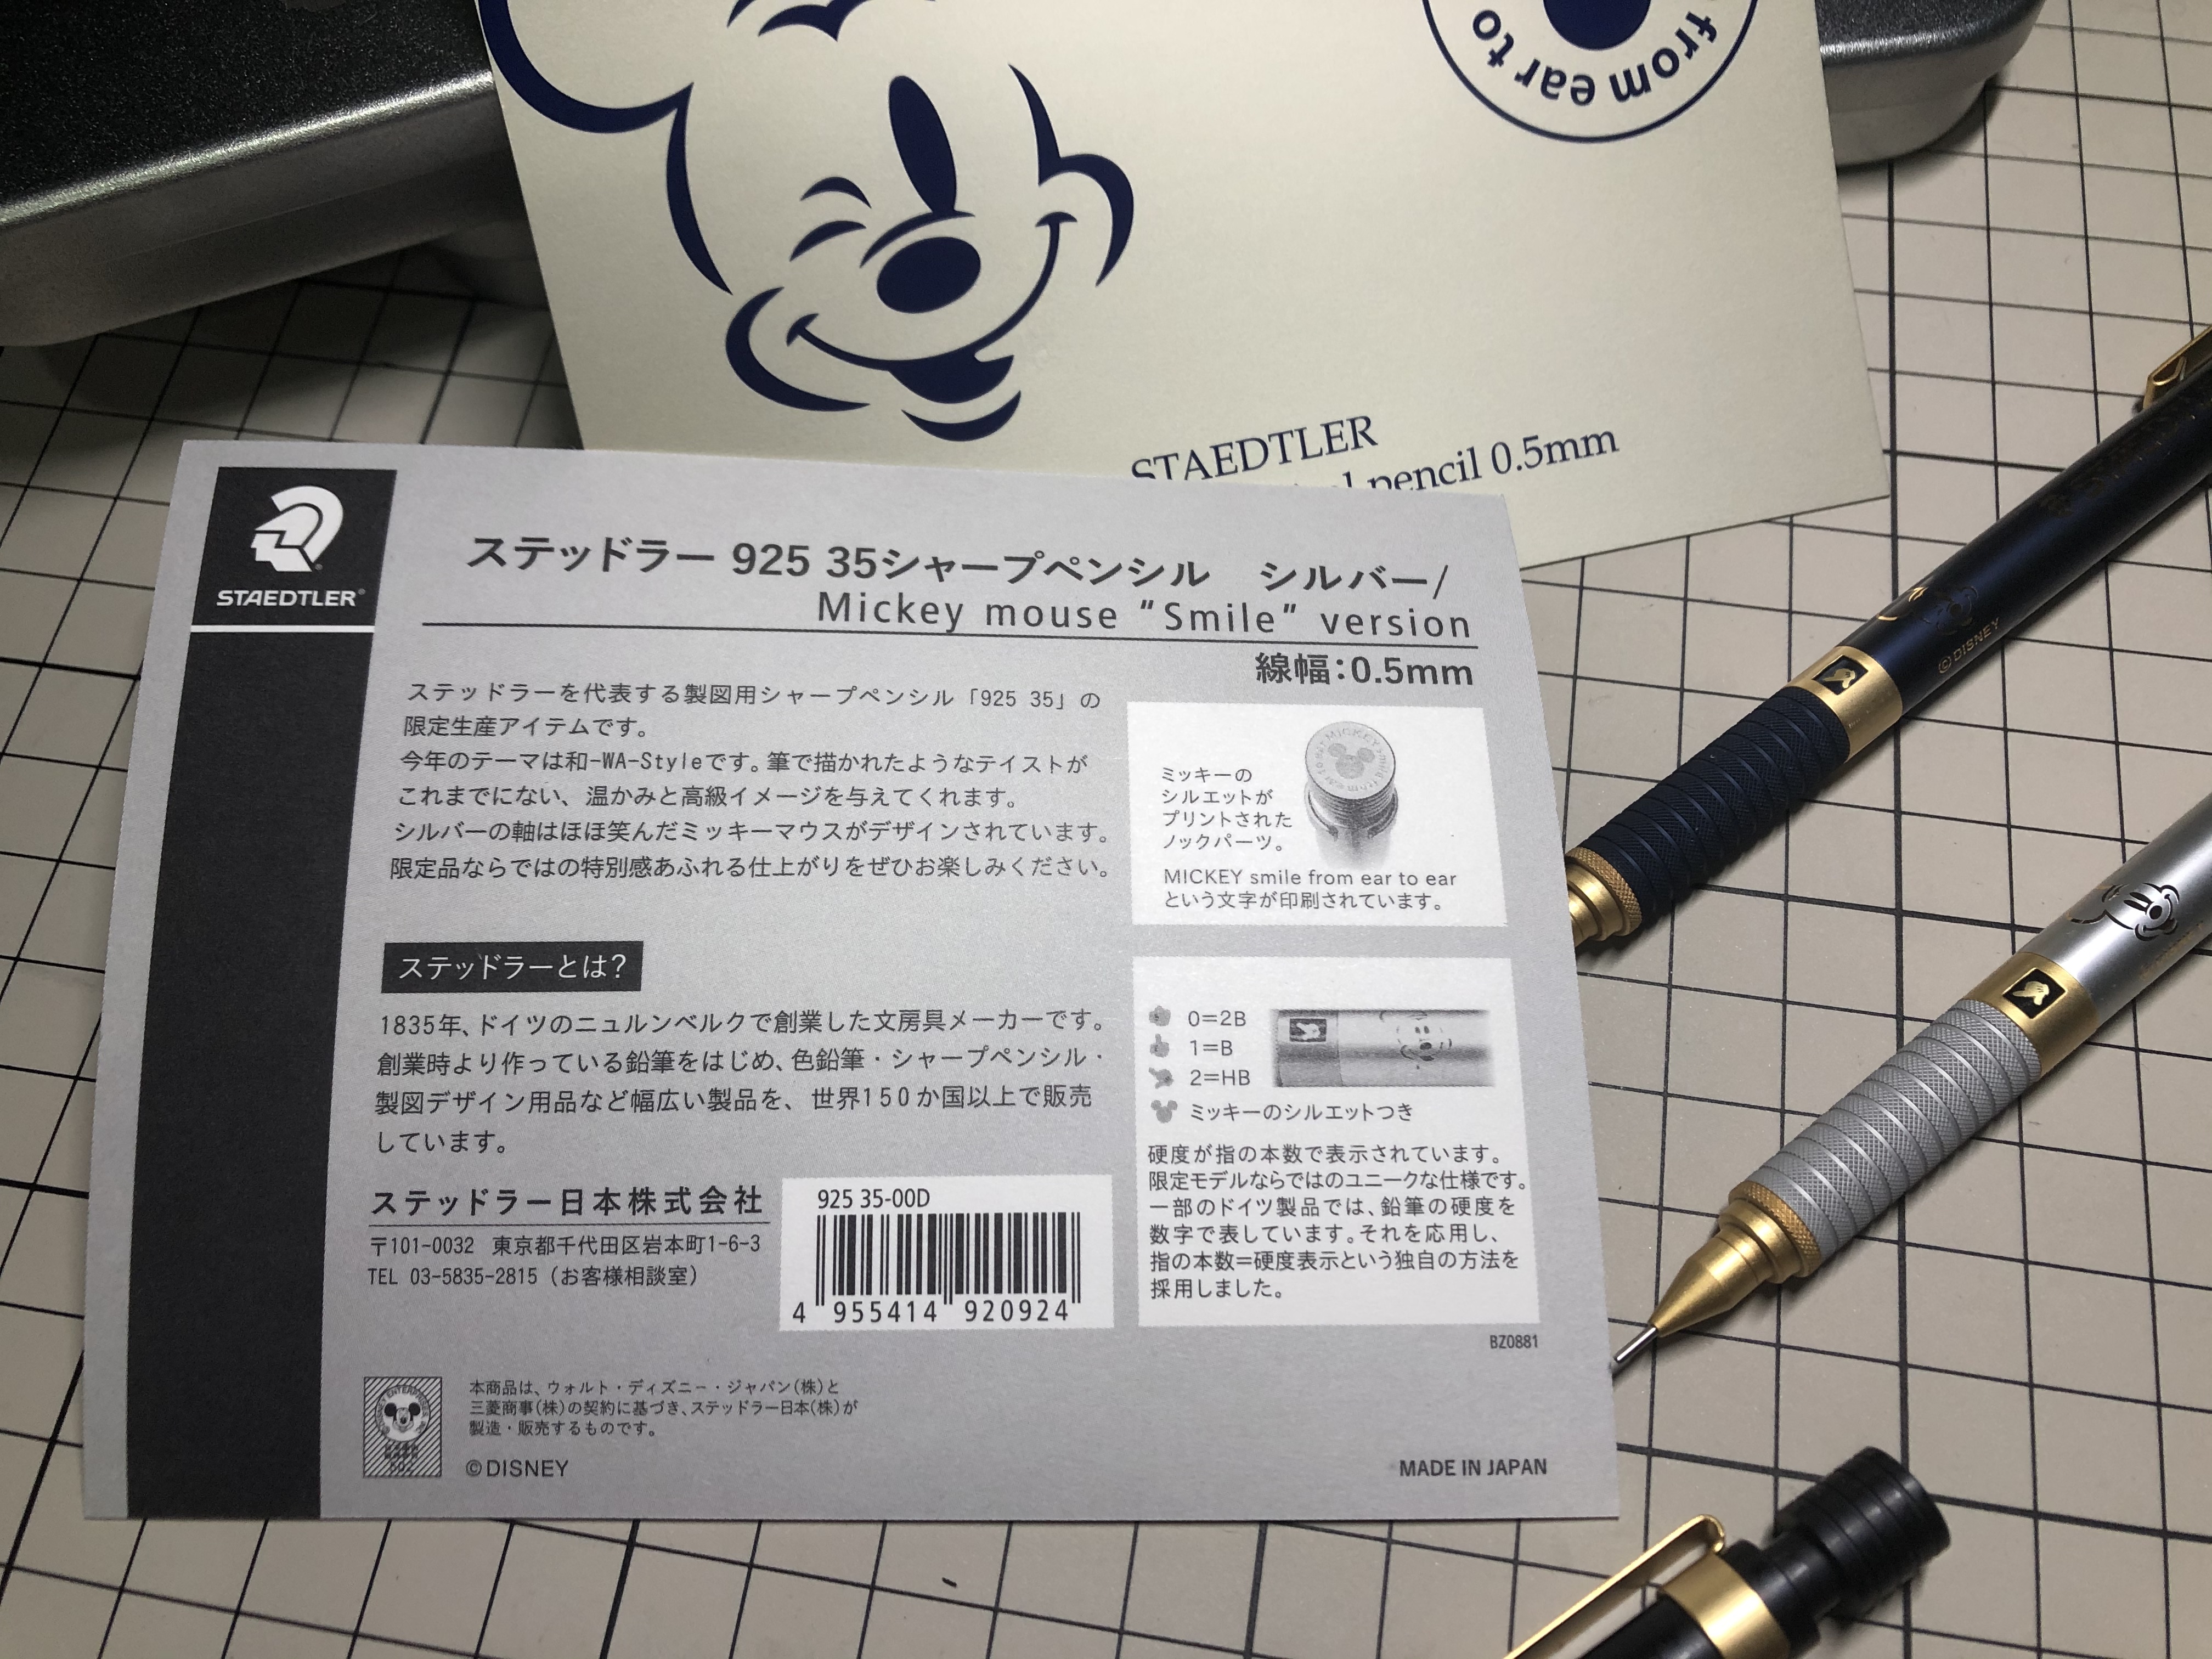 from ear to
STAEDTLER
pencil 0.5mm
STAEDTLER
ステッドラー 925 35シャープペンシル　シルバー/
Mickey mouse "Smile" version
線幅：0.5mm
ステッドラーを代表する製図用シャープペンシル「925 35」の
限定生産アイテムです。
今年のテーマは和-WA-Styleです。筆で描かれたようなテイストが
これまでにない、温かみと高級イメージを与えてくれます。
シルバーの軸はほほ笑んだミッキーマウスがデザインされています。
限定品ならではの特別感あふれる仕上がりをぜひお楽しみください。
ミッキーの
シルエットが
プリントされた
ノックパーツ。
MICKEY smile from ear to ear
という文字が印刷されています。
ステッドラーとは？
1835年、ドイツのニュルンベルクで創業した文房具メーカーです。
創業時より作っている鉛筆をはじめ、色鉛筆・シャープペンシル・
製図デザイン用品など幅広い製品を、世界150か国以上で販売
しています。
0=2B
1=B
2=HB
ミッキーのシルエットつき
硬度が指の本数で表示されています。
限定モデルならではのユニークな仕様です。
一部のドイツ製品では、鉛筆の硬度を
数字で表しています。それを応用し、
指の本数=硬度表示という独自の方法を
採用しました。
ステッドラー日本株式会社
〒101-0032 東京都千代田区岩本町1-6-3
TEL 03-5835-2815（お客様相談室）
925 35-00D
4 955414 920924
BZ0881
本商品は、ウォルト・ディズニー・ジャパン(株)と
三菱商事(株)の契約に基づき、ステッドラー日本(株)が
製造・販売するものです。
©DISNEY
MADE IN JAPAN
©DISNEY